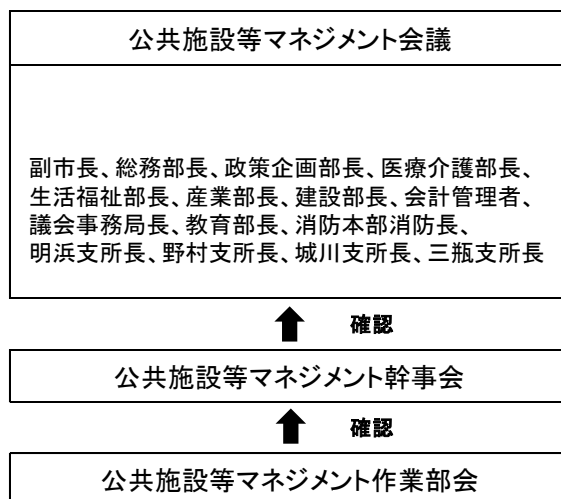 公共施設等マネジメント会議
副市長、総務部長、政策企画部長、医療介護部長、
生活福祉部長、産業部長、建設部長、会計管理者、
議会事務局長、教育部長、消防本部消防長、
明浜支所長、野村支所長、城川支所長、三瓶支所長
確認
公共施設等マネジメント幹事会
確認
公共施設等マネジメント作業部会